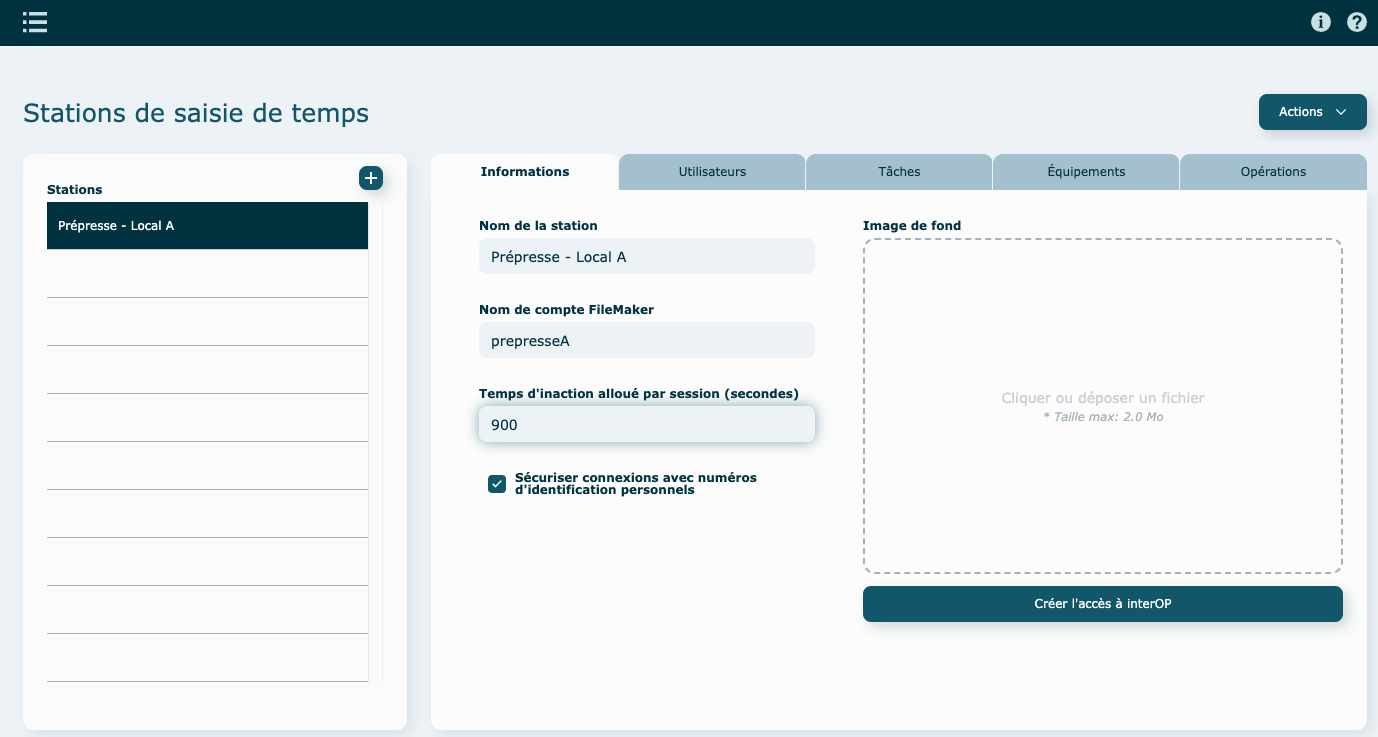 Stations de saisie de temps
Actions
Stations
Prépresse - Local A
Informations
Utilisateurs
Tâches
Équipements
Opérations
Nom de la station
Prépresse - Local A
Nom de compte FileMaker
prepresseA
Temps d'inaction alloué par session (secondes)
900
Sécuriser connexions avec numéros
d'identification personnels
Image de fond
Cliquer ou déposer un fichier
* Taille max: 2.0 Mo
Créer l'accès à interOP